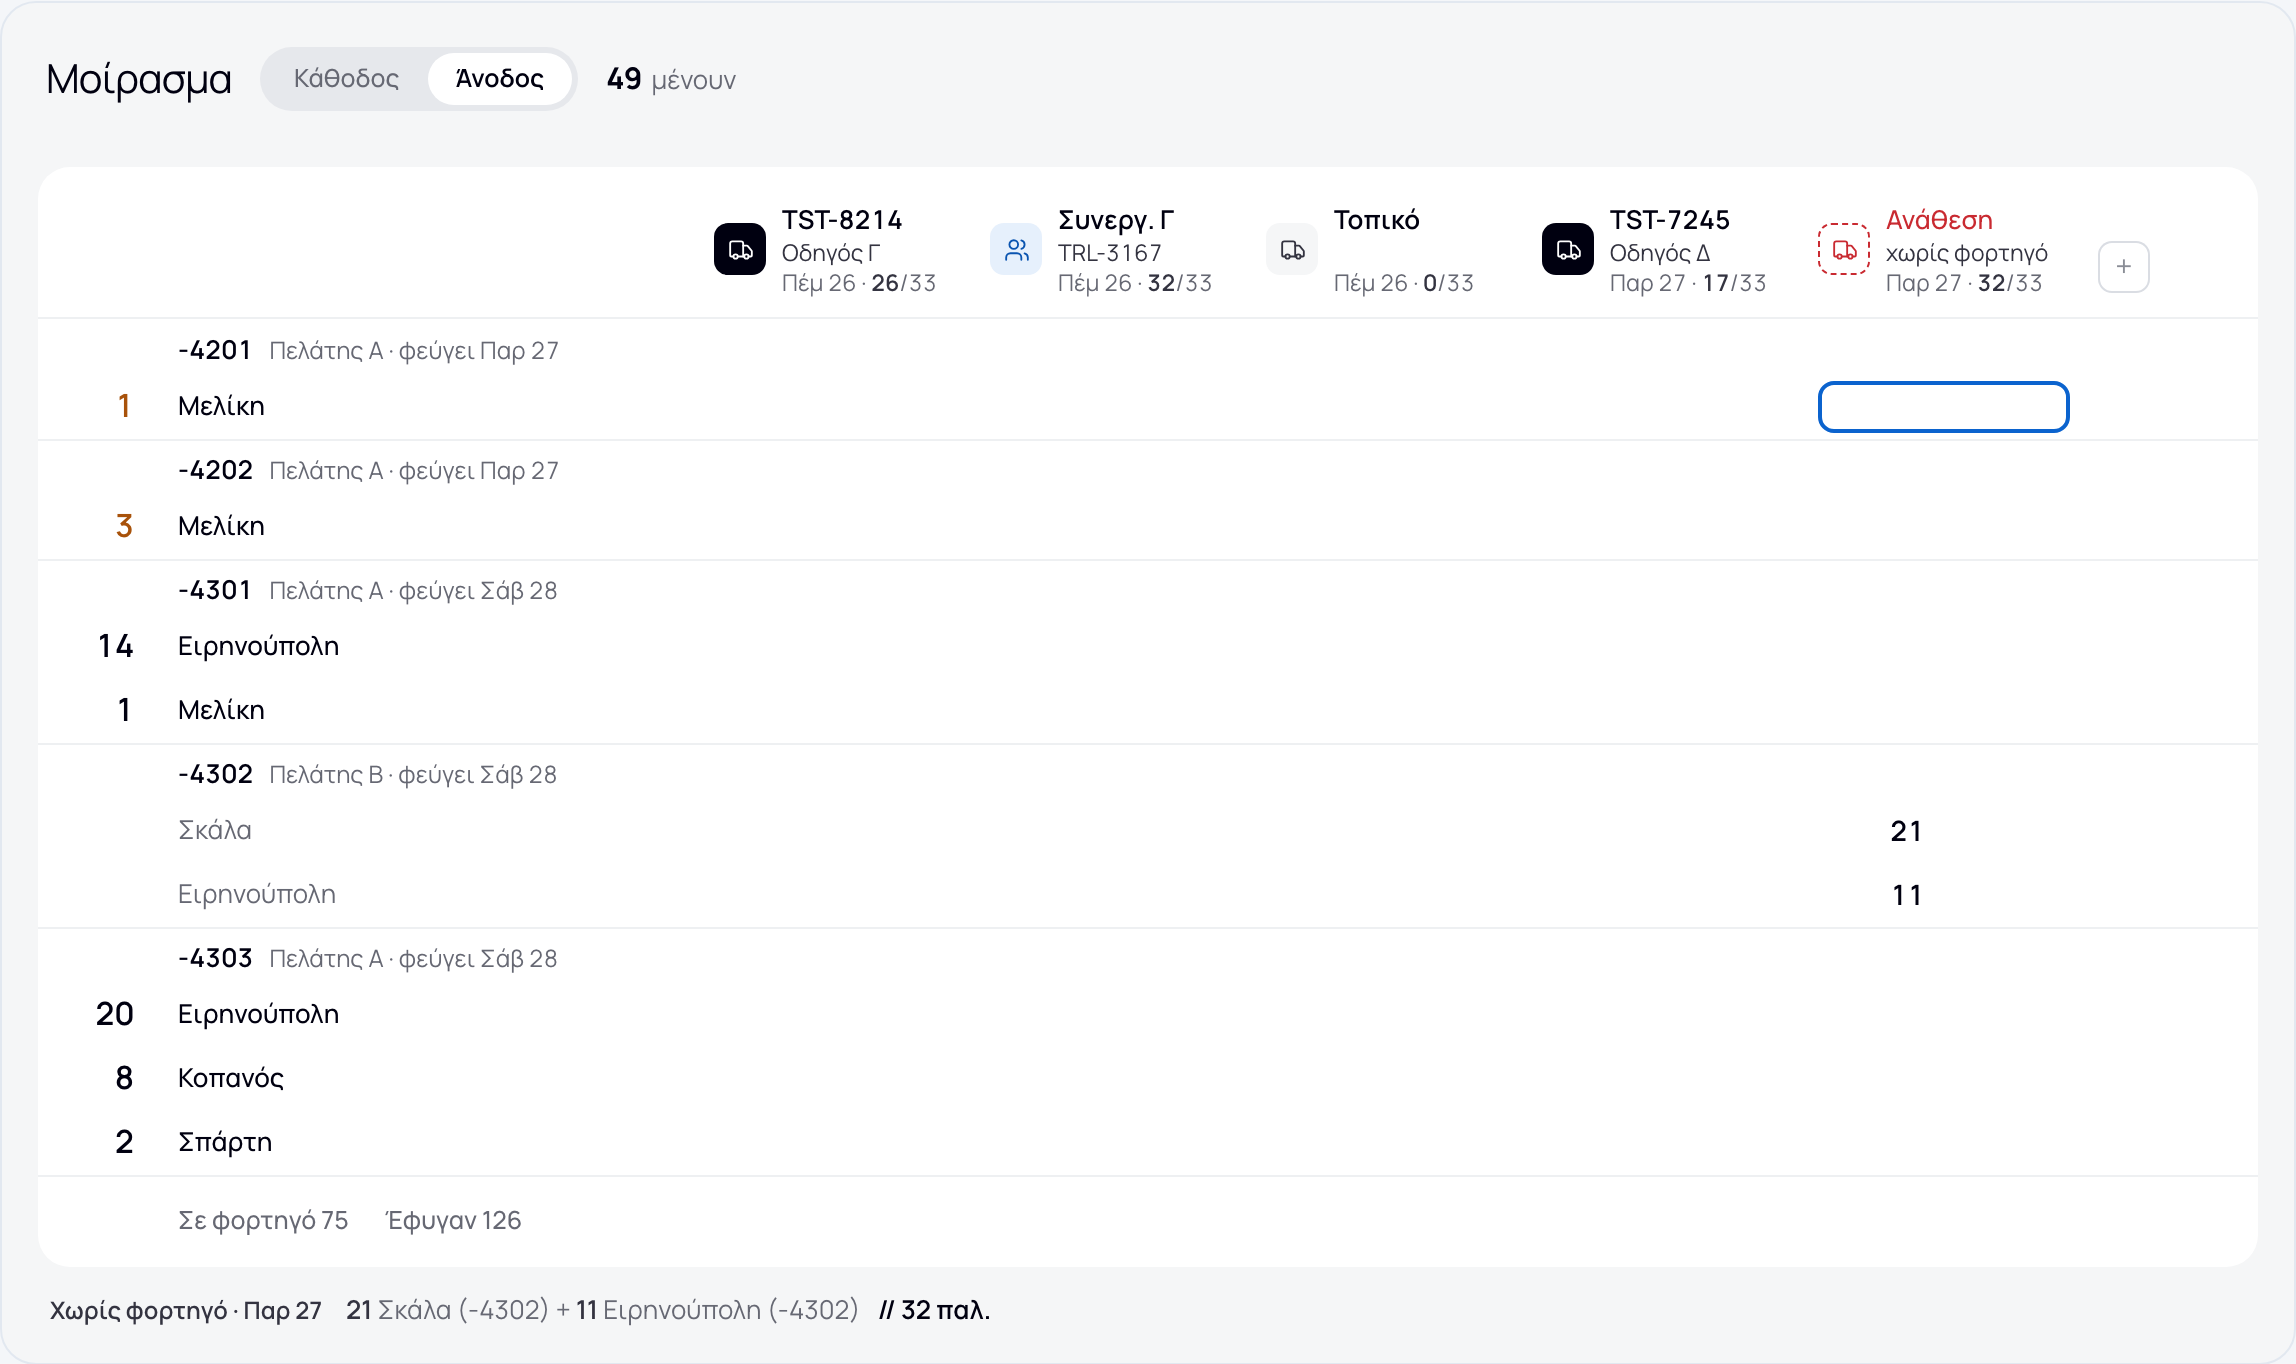 Μοίρασμα Κάθοδος Άνοδος 49 μένουν
TST-8214 Συνεργ. Γ Τοπικό TST-7245 Ανάθεση
Οδηγός Γ TRL-3167 Οδηγός Δ χωρίς φορτηγό
Πέμ 26 · 26/33 Πέμ 26 · 32/33 Πέμ 26 · 0/33 Παρ 27 · 17/33 Παρ 27 · 32/33 +
-4201 Πελάτης Α · φεύγει Παρ 27
1 Μελίκη
-4202 Πελάτης Α · φεύγει Παρ 27
3 Μελίκη
-4301 Πελάτης Α · φεύγει Σάβ 28
14 Ειρηνούπολη
1 Μελίκη
-4302 Πελάτης Β · φεύγει Σάβ 28
Σκάλα 21
Ειρηνούπολη 11
-4303 Πελάτης Α · φεύγει Σάβ 28
20 Ειρηνούπολη
8 Κοπανός
2 Σπάρτη
Σε φορτηγό 75 Έφυγαν 126
Χωρίς φορτηγό · Παρ 27 21 Σκάλα (-4302) + 11 Ειρηνούπολη (-4302) // 32 παλ.